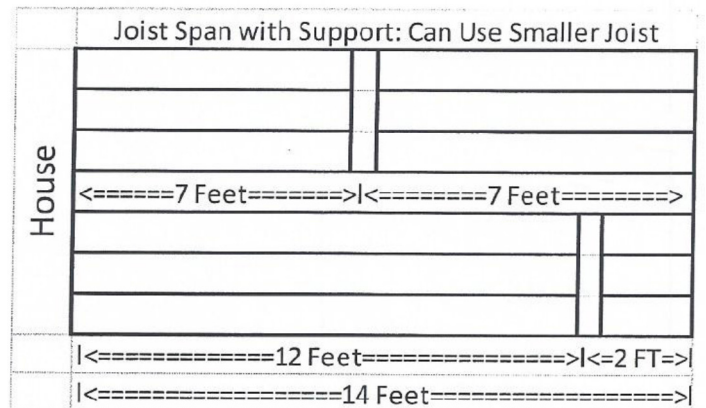 Joist Span with Support: Can Use Smaller Joist
House
<======7 Feet=======>|<========7 Feet========>
|<============12 Feet==============>|<=2 FT=>|
|<=================14 Feet=================>|